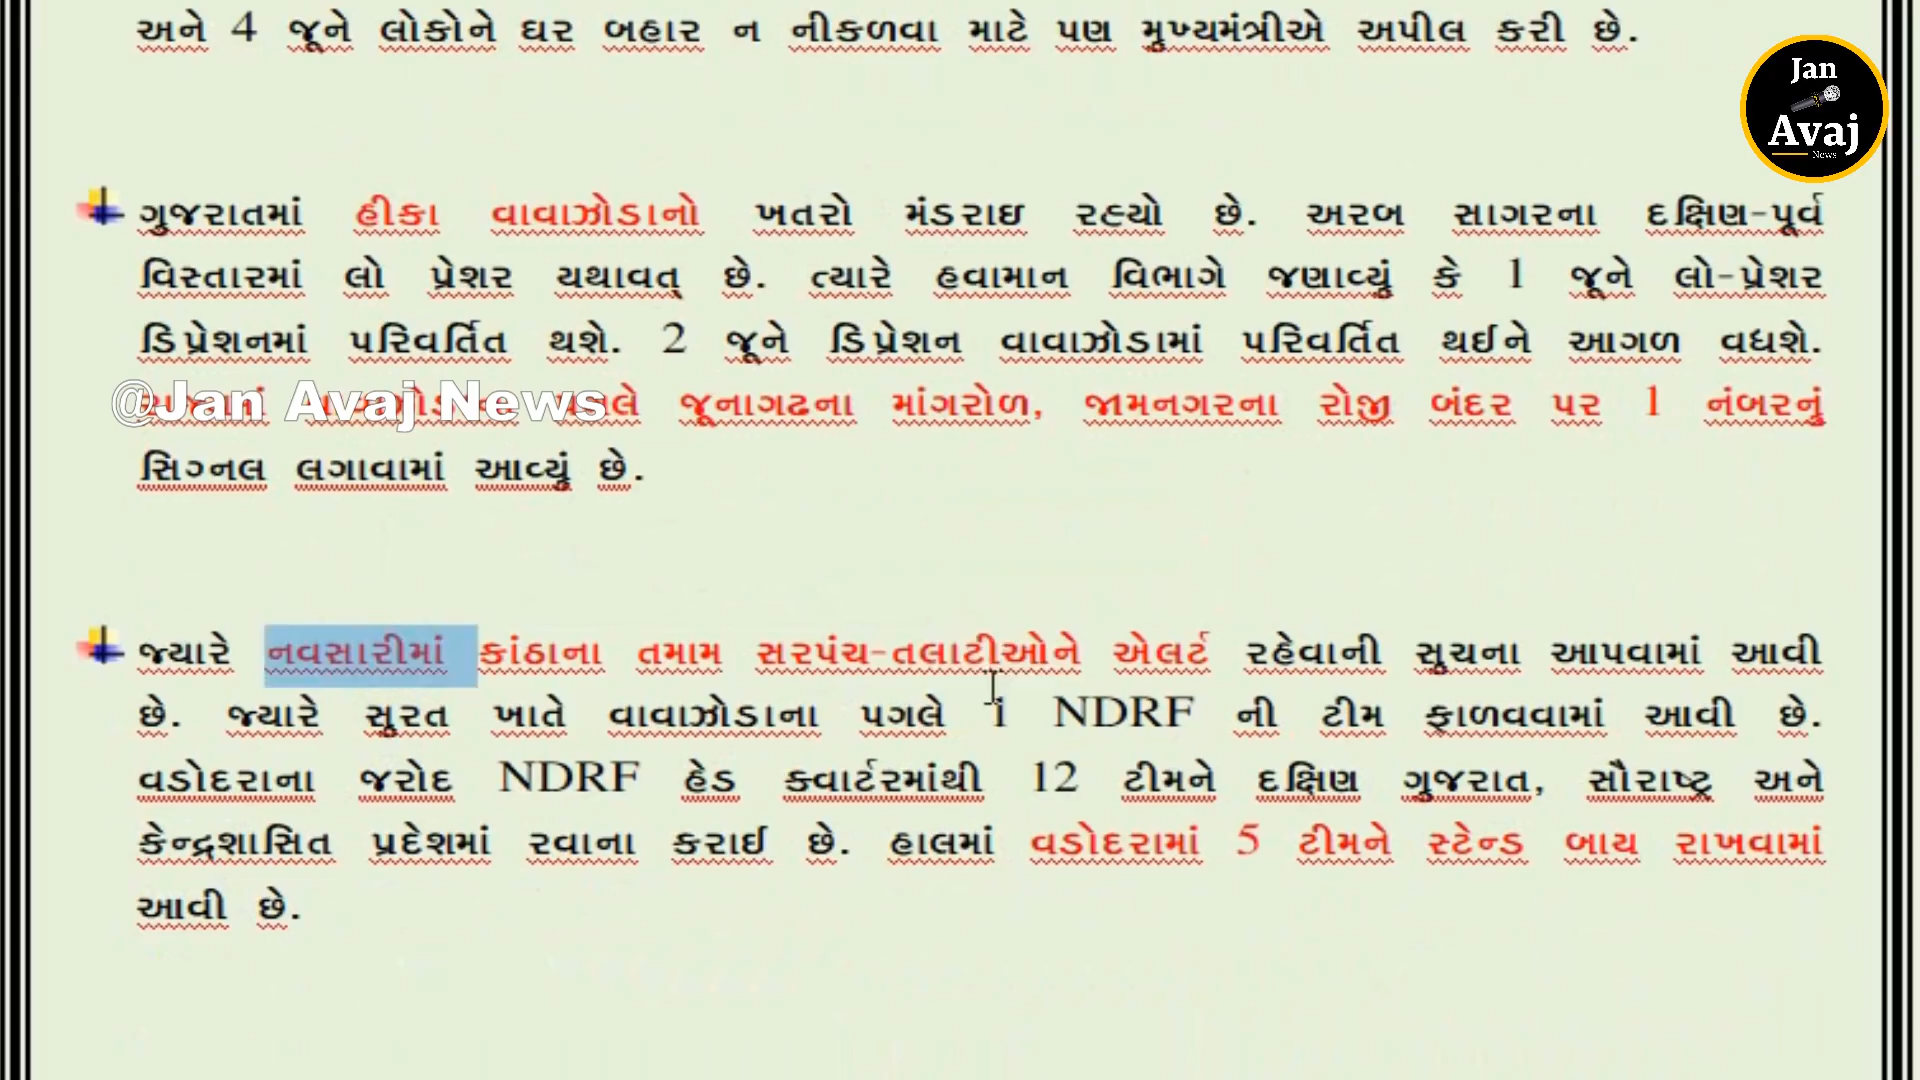 અને 4 જૂને લોકોને ઘર બહાર ન નીકળવા માટે પણ મુખ્યમંત્રીએ અપીલ કરી છે.
Jan
Avaj
News
ગુજરાતમાં હીકા વાવાઝોડાનો ખતરો મંડરાઇ રહ્યો છે. અરબ સાગરના દક્ષિણ-પૂર્વ
વિસ્તારમાં લો પ્રેશર યથાવત્ છે. ત્યારે હવામાન વિભાગે જણાવ્યું કે 1 જૂને લો-પ્રેશર
ડિપ્રેશનમાં પરિવર્તિત થશે. 2 જૂને ડિપ્રેશન વાવાઝોડામાં પરિવર્તિત થઈને આગળ વધશે.
@Jan Avaj News
જૂનાગઢના માંગરોળ, જામનગરના રોજી બંદર પર 1 નંબરનું
સિગ્નલ લગાવામાં આવ્યું છે.
જ્યારે નવસારીમાં કાંઠાના તમામ સરપંચ-તલાટીઓને એલર્ટ રહેવાની સુચના આપવામાં આવી
છે. જ્યારે સુરત ખાતે વાવાઝોડાના પગલે 1 NDRF ની ટીમ ફાળવવામાં આવી છે.
વડોદરાના જરોદ NDRF હેડ ક્વાર્ટરમાંથી 12 ટીમને દક્ષિણ ગુજરાત, સૌરાષ્ટ્ર અને
કેન્દ્રશાસિત પ્રદેશમાં રવાના કરાઈ છે. હાલમાં વડોદરામાં 5 ટીમને સ્ટેન્ડ બાય રાખવામાં
આવી છે.